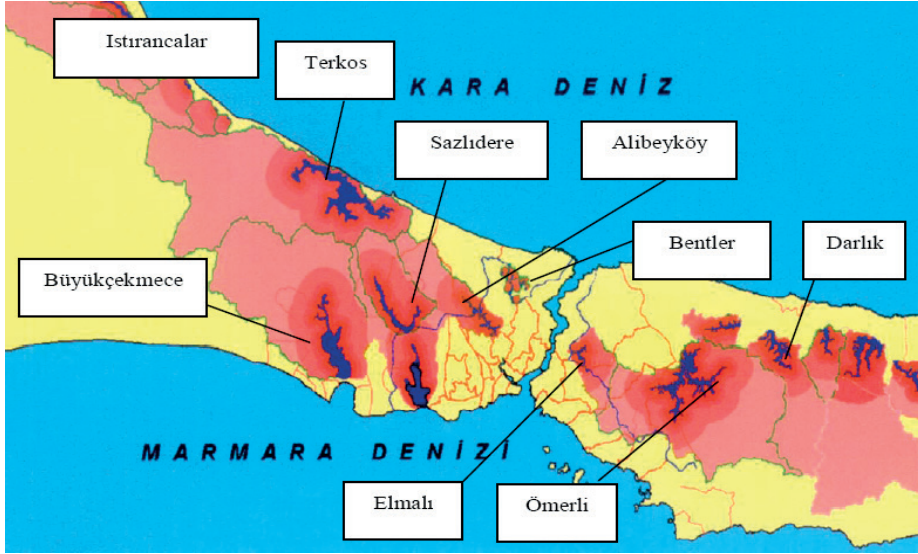 Istırancalar
Terkos
KARA DENİZ
Sazlıdere
Alibeyköy
Bentler
Darlık
Büyükçekmece
MARMARA DENİZİ
Elmalı
Ömerli